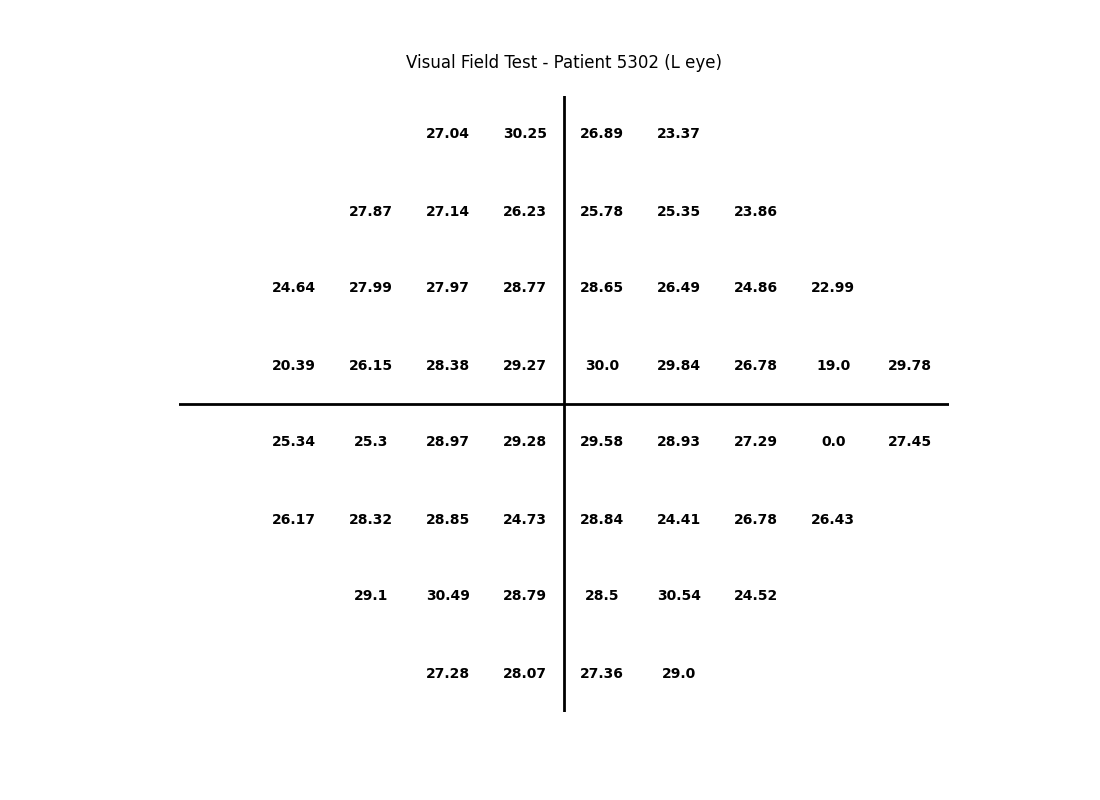 Visual Field Test - Patient 5302 (L eye)
27.04 30.25 26.89 23.37
27.87 27.14 26.23 25.78 25.35 23.86
24.64 27.99 27.97 28.77 28.65 26.49 24.86 22.99
20.39 26.15 28.38 29.27 30.0 29.84 26.78 19.0 29.78
25.34 25.3 28.97 29.28 29.58 28.93 27.29 0.0 27.45
26.17 28.32 28.85 24.73 28.84 24.41 26.78 26.43
29.1 30.49 28.79 28.5 30.54 24.52
27.28 28.07 27.36 29.0